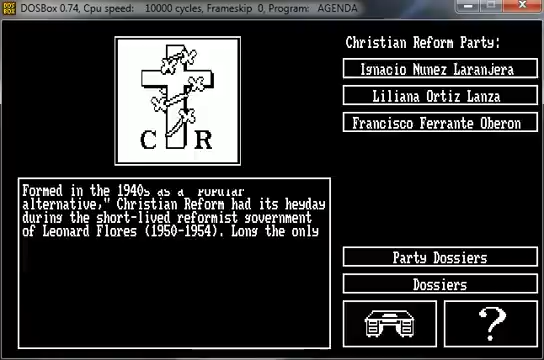 DOSBox 0.74, Cpu speed: 10000 cycles, Frameskip 0, Program: AGENDA
Christian Reform Party:
Ignacio Nunez Laranjera
Liliana Ortiz Lanza
Francisco Ferrante Oberon
C R
Formed in the 1940s as a "popular
alternative," Christian Reform had its heyday
during the short-lived reformist government
of Leonard Flores (1950-1954). Long the only
Party Dossiers
Dossiers
?